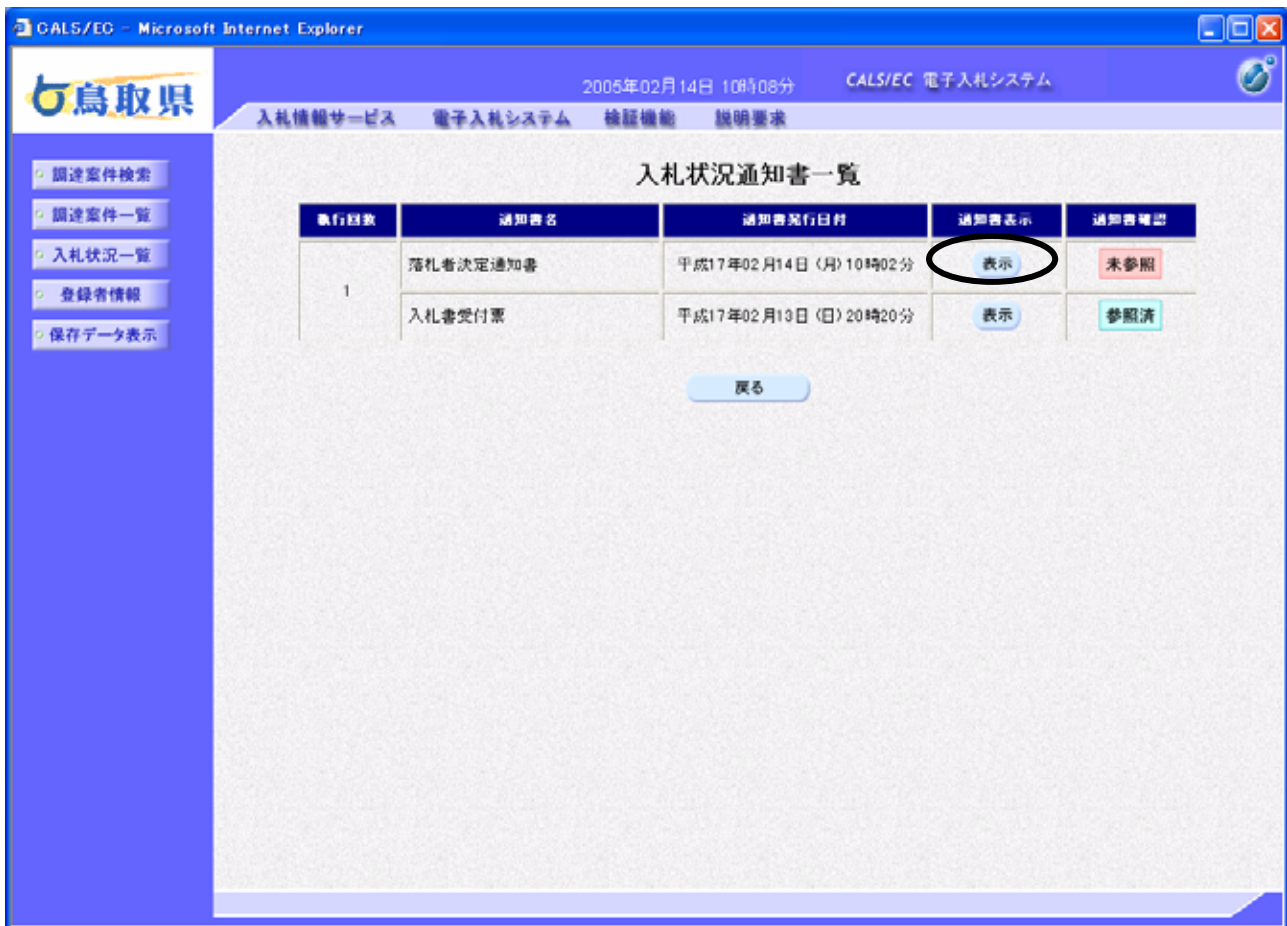 CALS/EC - Microsoft Internet Explorer
鳥取県
2005年02月14日 10時08分
CALS/EC 電子入札システム
入札情報サービス 電子入札システム 検証機能 説明要求
調達案件検索
調達案件一覧
入札状況一覧
登録者情報
保存データ表示
入札状況通知書一覧
執行回数 通知書名 通知書発行日付 通知書表示 通知書確認
1
落札者決定通知書 平成17年02月14日（月）10時02分 表示 未参照
入札書受付票 平成17年02月13日（日）20時20分 表示 参照済
戻る